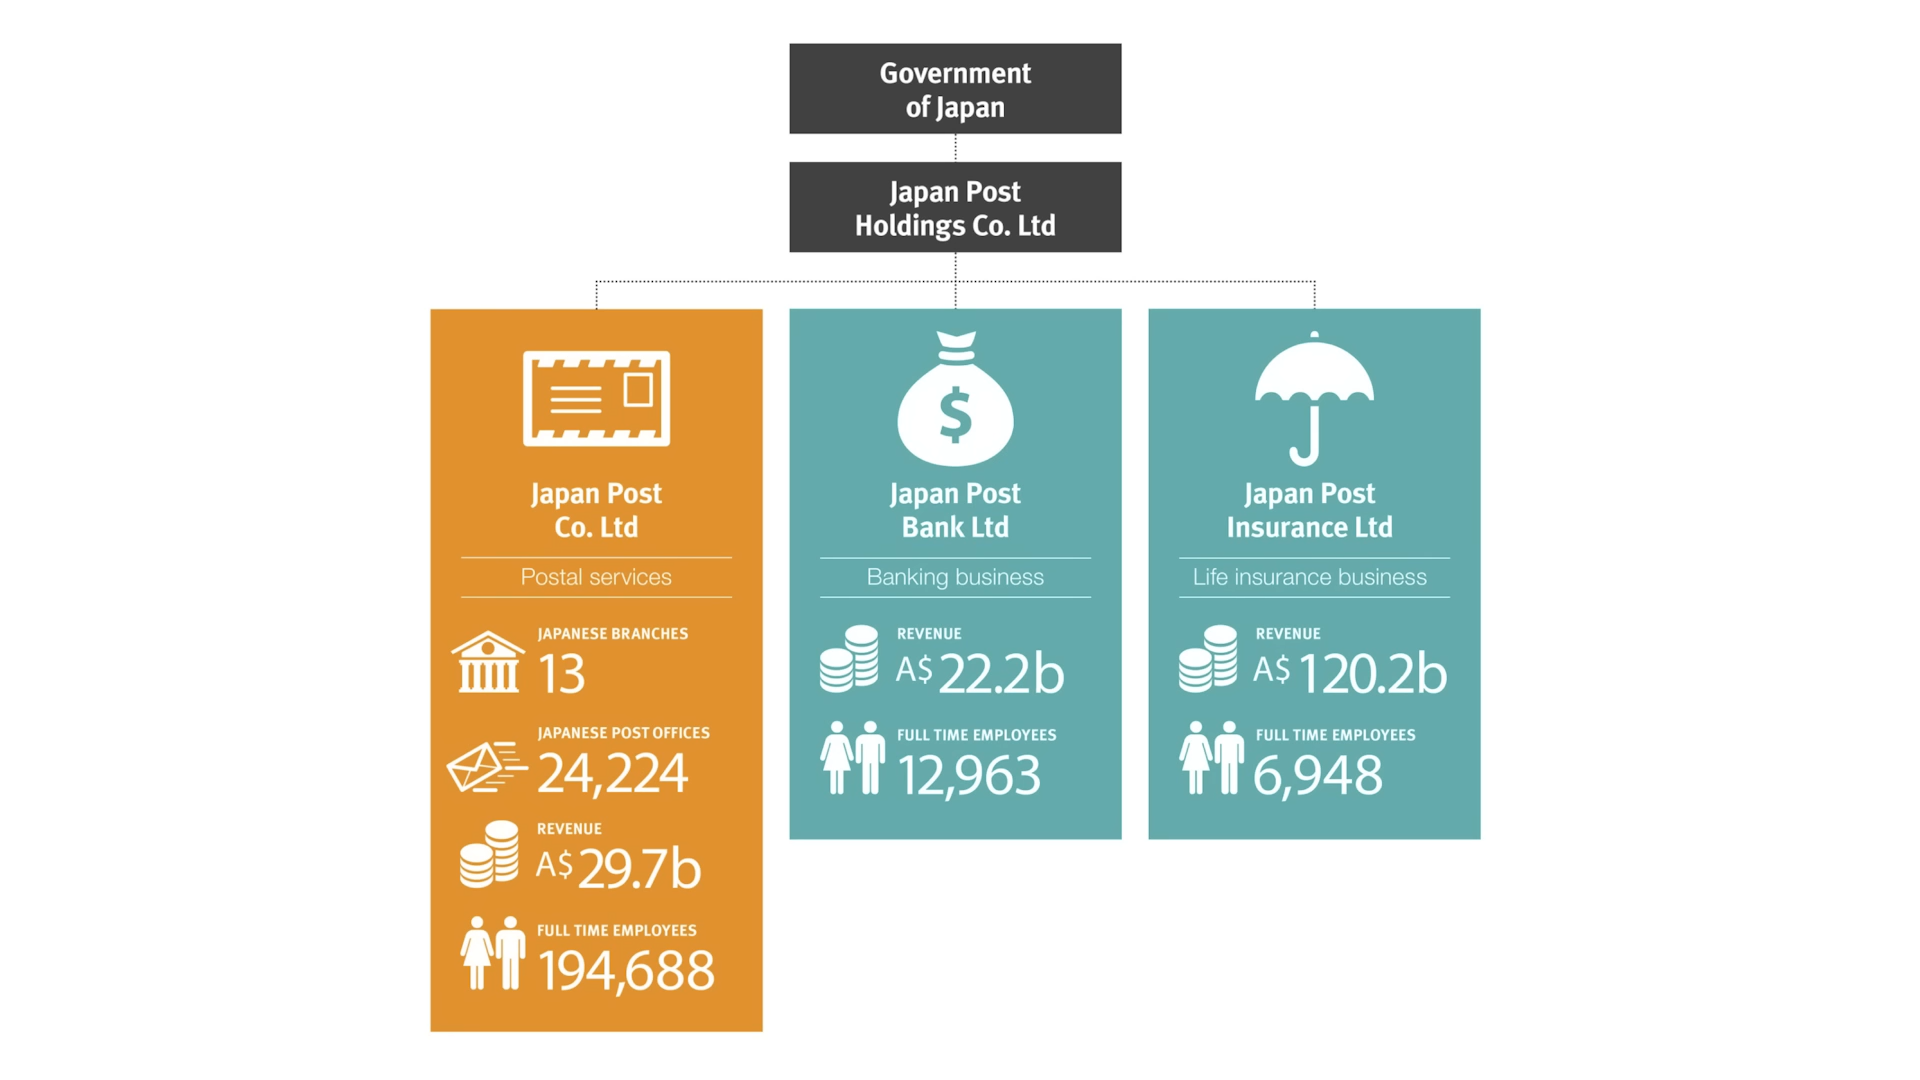 Government
of Japan
Japan Post
Holdings Co. Ltd
Japan Post
Co. Ltd
Postal services
JAPANESE BRANCHES
13
JAPANESE POST OFFICES
24,224
REVENUE
A$ 29.7b
FULL TIME EMPLOYEES
194,688
$
Japan Post
Bank Ltd
Banking business
REVENUE
A$ 22.2b
FULL TIME EMPLOYEES
12,963
Japan Post
Insurance Ltd
Life insurance business
REVENUE
A$ 120.2b
FULL TIME EMPLOYEES
6,948